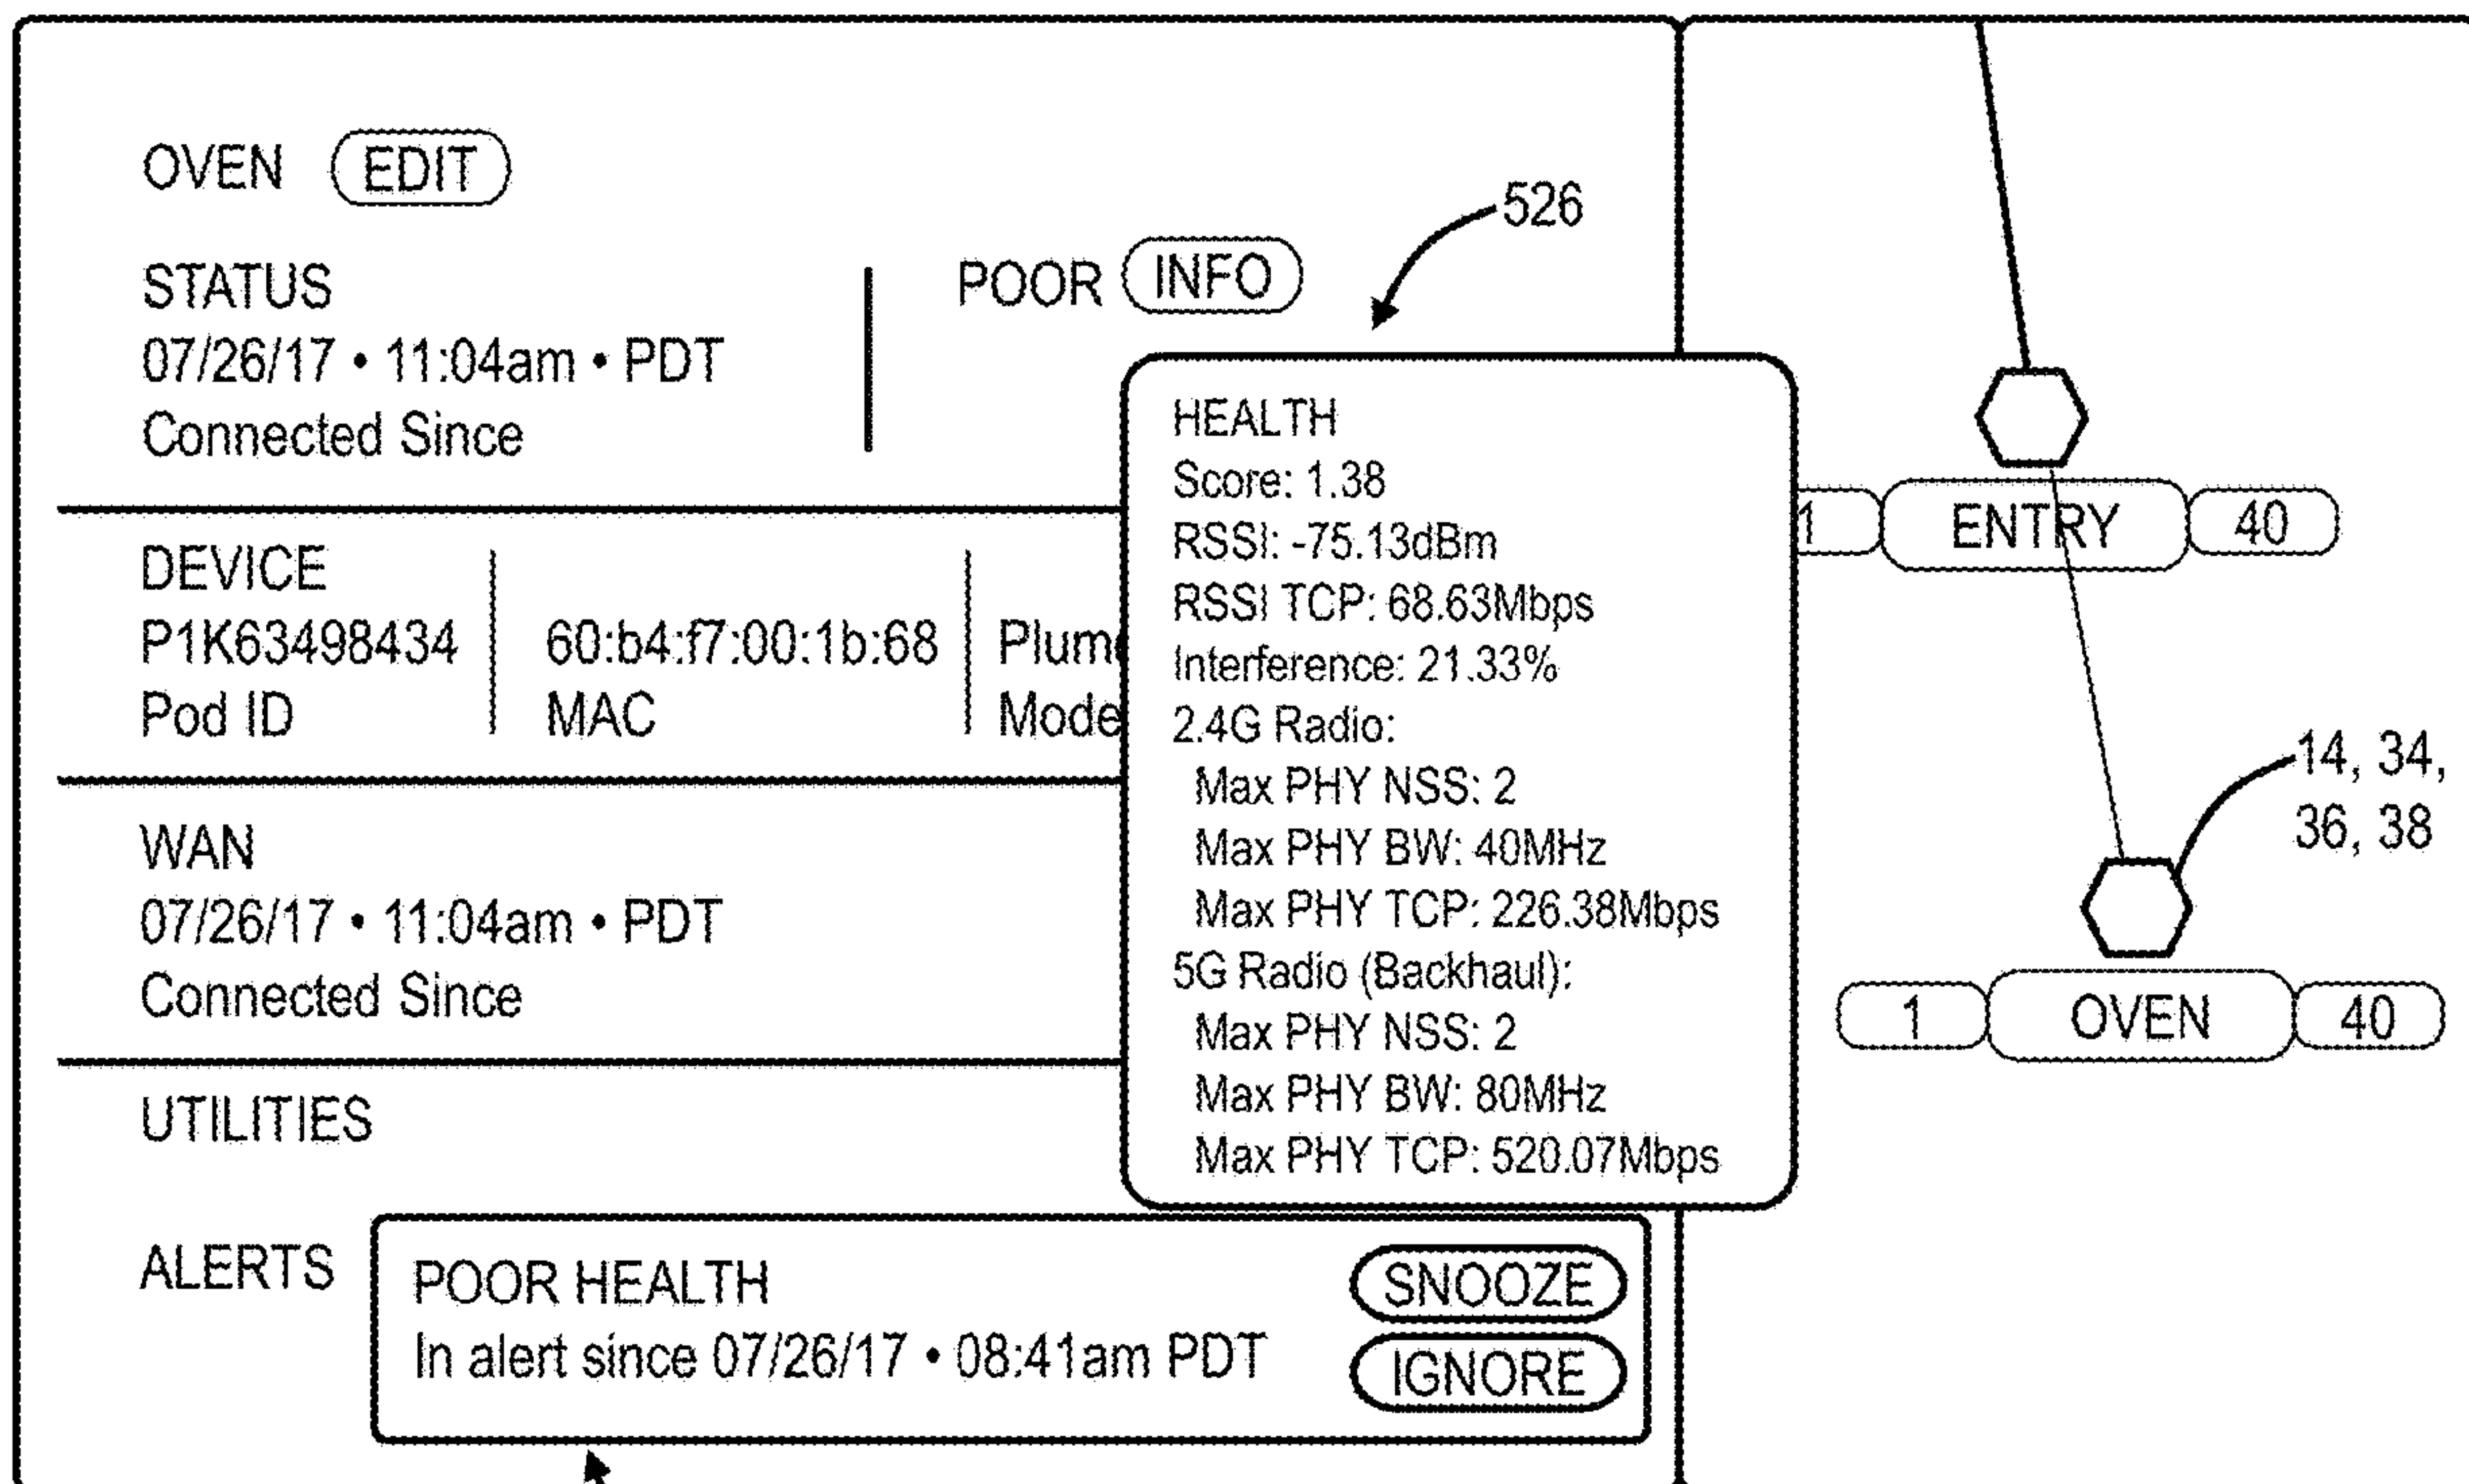 OVEN EDIT
526
STATUS
07/26/17 • 11:04am • PDT
Connected Since
POOR INFO
DEVICE
P1K63498434
Pod ID
60:b4:f7:00:1b:68
MAC
Plum
Mode
WAN
07/26/17 • 11:04am • PDT
Connected Since
UTILITIES
ALERTS
POOR HEALTH
In alert since 07/26/17 • 08:41am PDT
SNOOZE
IGNORE
HEALTH
Score: 1.38
RSSI: -75.13dBm
RSSI TCP: 68.63Mbps
Interference: 21.33%
2.4G Radio:
Max PHY NSS: 2
Max PHY BW: 40MHz
Max PHY TCP: 226.38Mbps
5G Radio (Backhaul):
Max PHY NSS: 2
Max PHY BW: 80MHz
Max PHY TCP: 520.07Mbps
1 ENTRY 40
14, 34,
36, 38
1 OVEN 40